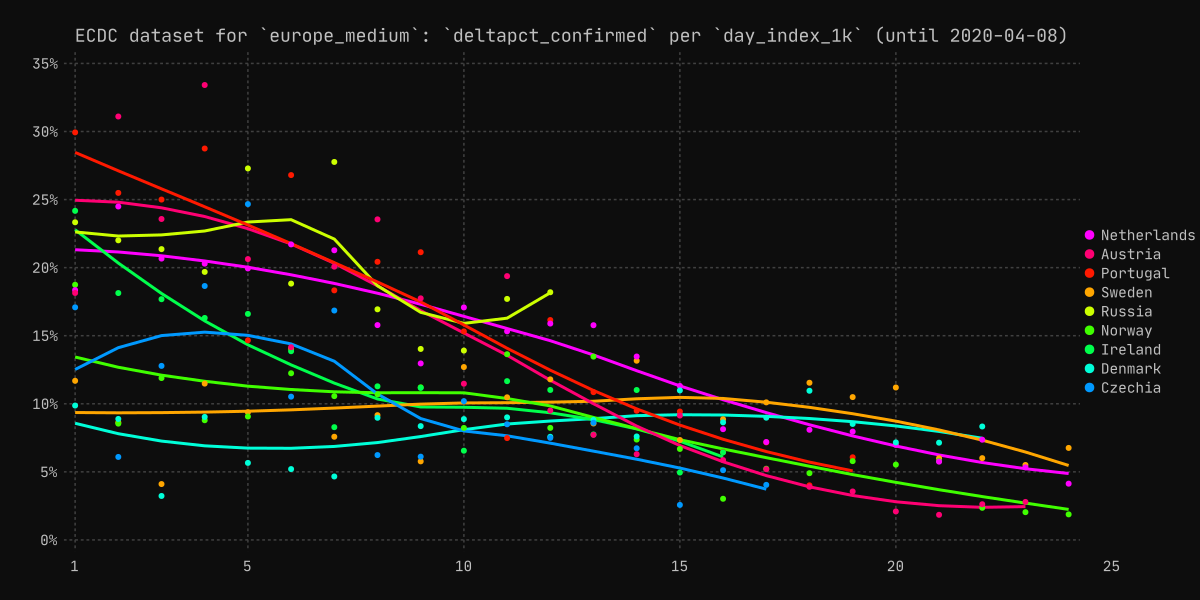 ECDC dataset for `europe_medium`: `deltapct_confirmed` per `day_index_1k` (until 2020-04-08)
35%
30%
25%
20%
15%
10%
5%
0%
1 5 10 15 20 25
Netherlands
Austria
Portugal
Sweden
Russia
Norway
Ireland
Denmark
Czechia